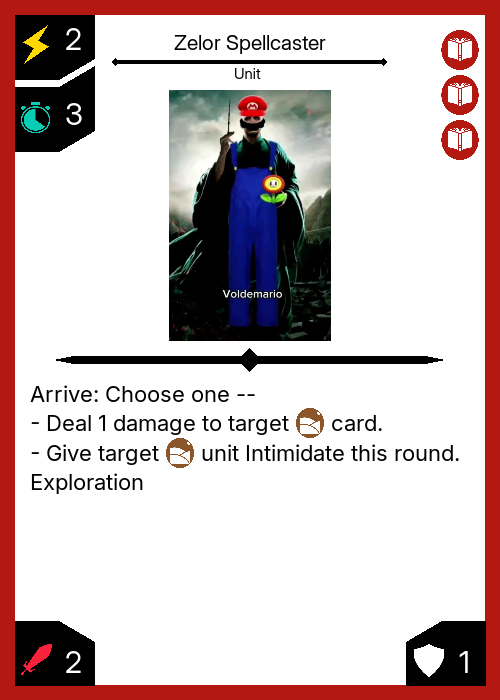 2
Zelor Spellcaster
Unit
3
Voldemario
Arrive: Choose one --
- Deal 1 damage to target card.
- Give target unit Intimidate this round.
Exploration
2
1